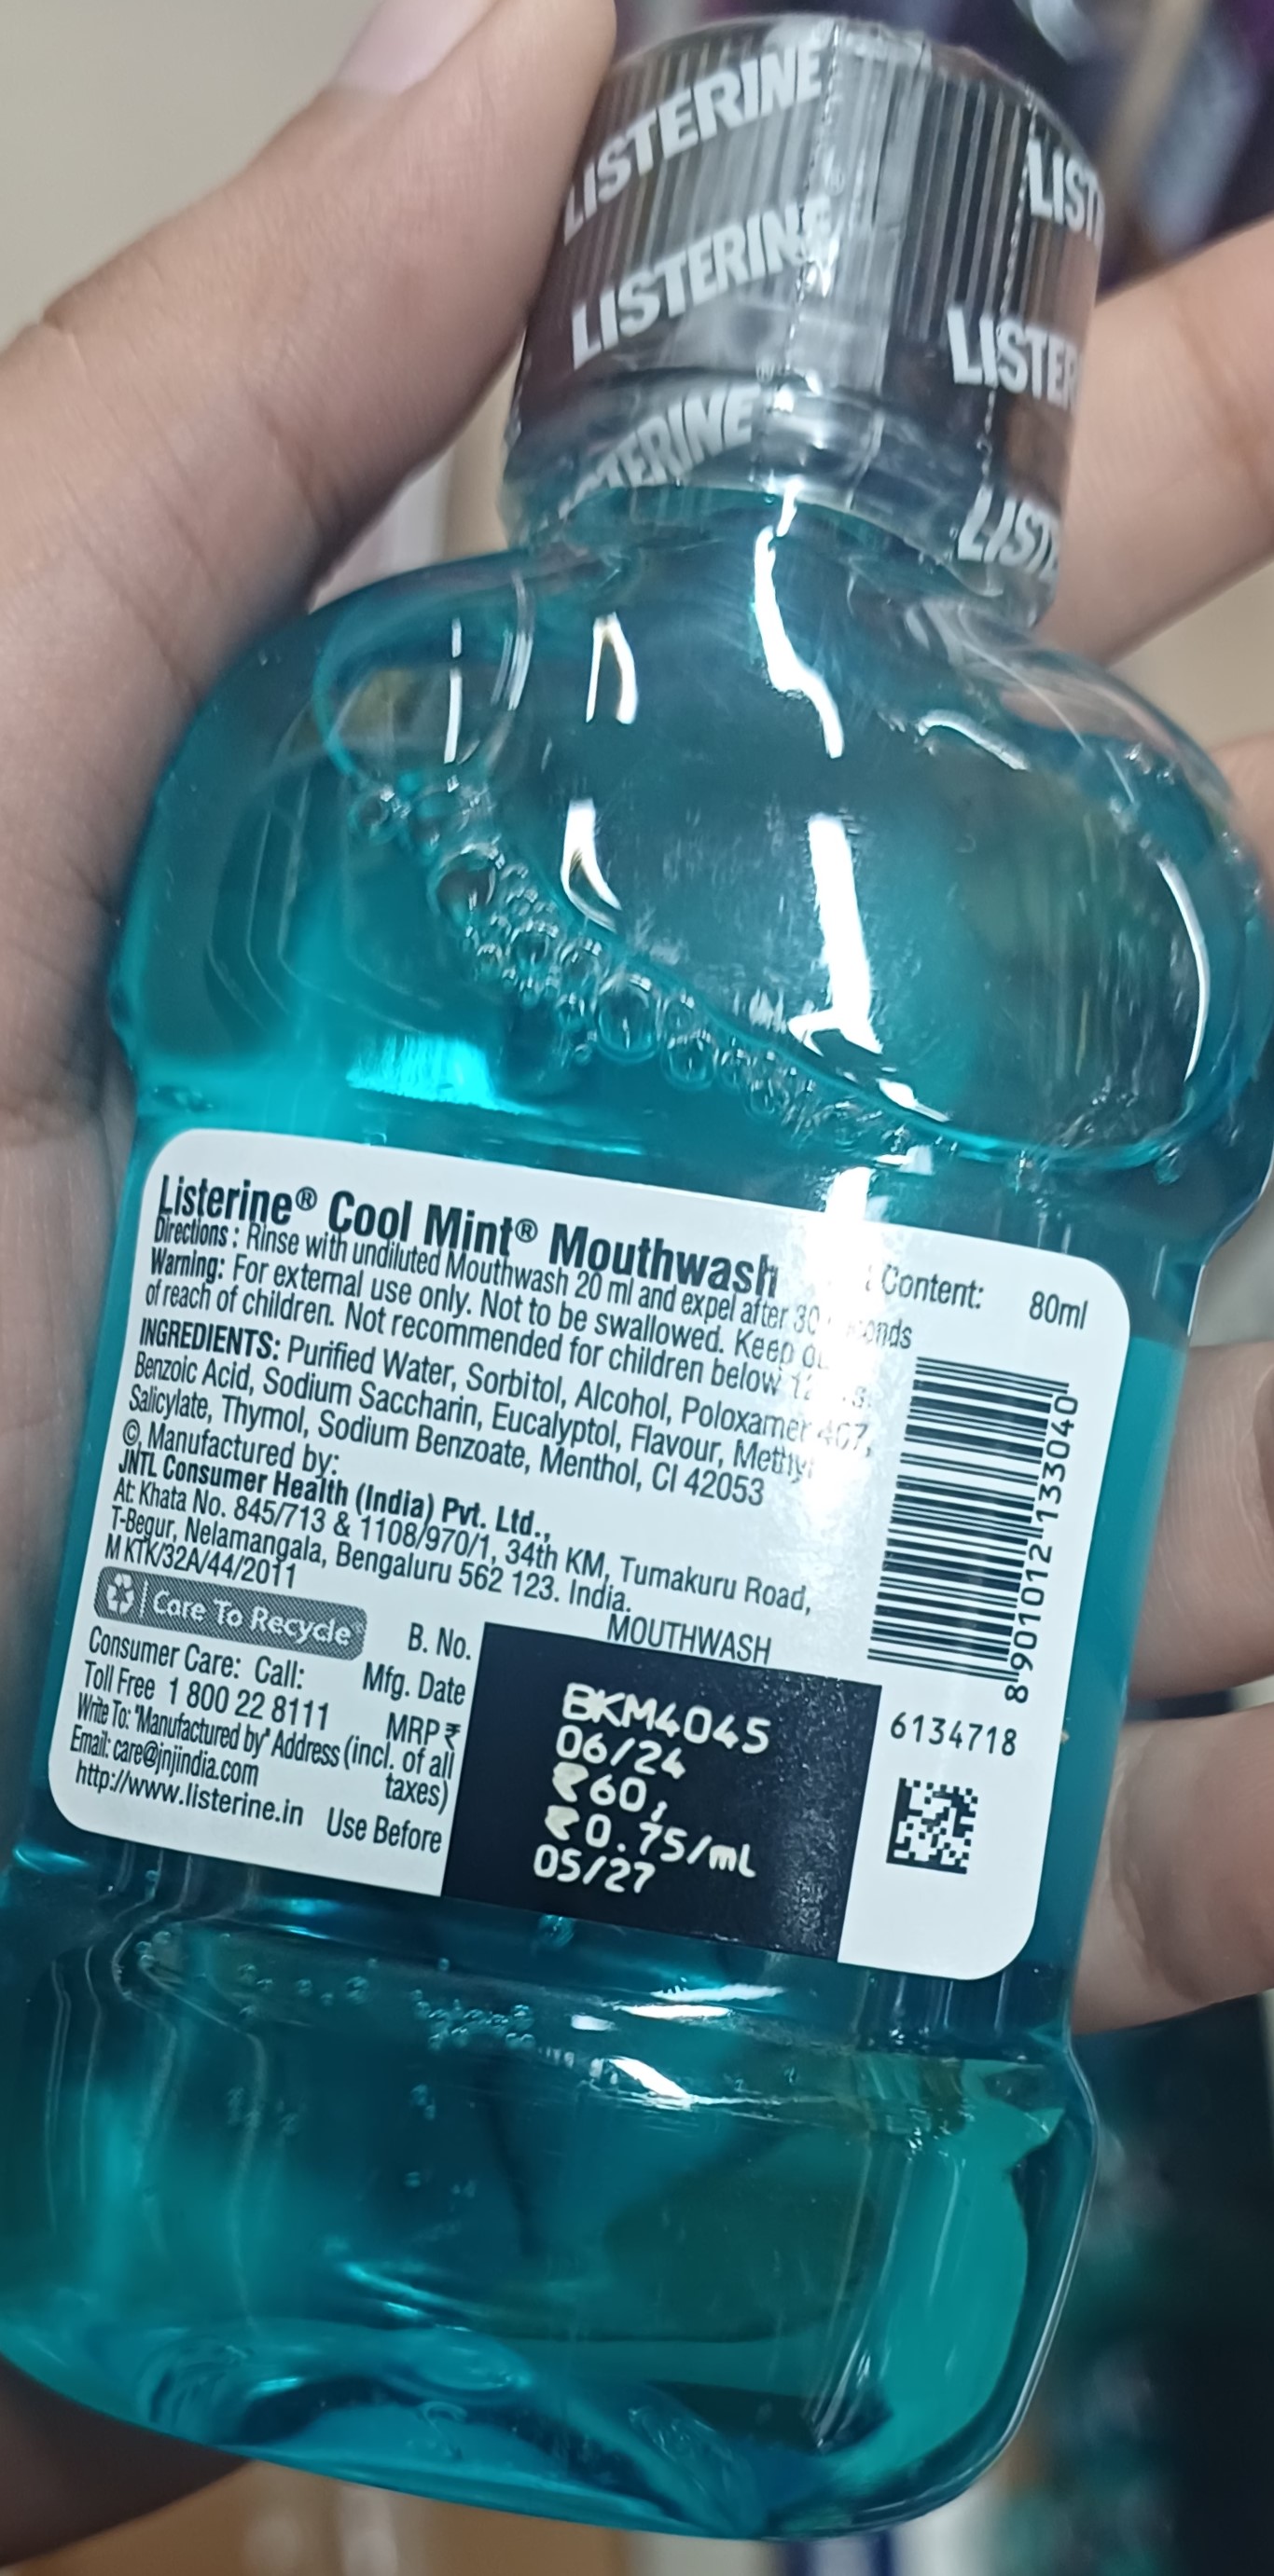 LISTERINE
LISTERINE
LISTERINE
Listerine® Cool Mint® Mouthwash
Content: 80ml
Directions : Rinse with undiluted Mouthwash 20 ml and expel after 30
Warning: For external use only. Not to be swallowed. Keep
of reach of children. Not recommended for children below
INGREDIENTS: Purified Water, Sorbitol, Alcohol, Poloxamer 407,
Benzoic Acid, Sodium Saccharin, Eucalyptol, Flavour, Methyl
Salicylate, Thymol, Sodium Benzoate, Menthol, CI 42053
©, Manufactured by:
JNTL Consumer Health (India) Pvt. Ltd.,
At: Khata No. 845/713 & 1108/970/1, 34th KM, Tumakuru Road,
T-Begur, Nelamangala, Bengaluru 562 123. India.
M KTK/32A/44/2011
MOUTHWASH
Care To Recycle®
Consumer Care: Call:
Toll Free 1 800 22 8111
Write To: "Manufactured by" Address
Email: care@jnjindia.com
http://www.listerine.in
B. No. BKM4045
Mfg. Date 06/24
MRP ₹ ₹60,
(incl. of all taxes) ₹0.75/mL
Use Before 05/27
8 901012 133040
6134718